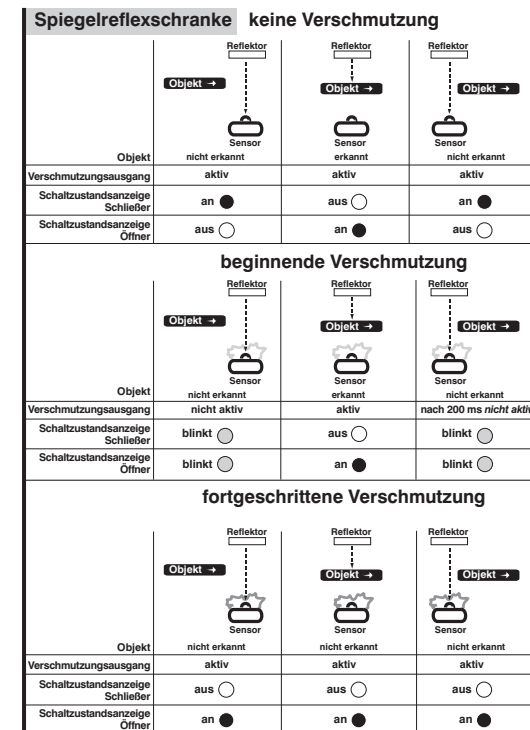 Spiegelreflexschranke keine Verschmutzung
Reflektor Reflektor Reflektor
Objekt → Objekt → Objekt →
Sensor Sensor Sensor
Objekt nicht erkannt erkannt nicht erkannt
Verschmutzungsausgang aktiv aktiv aktiv
Schaltzustandsanzeige
Schließer an aus an
Schaltzustandsanzeige
Öffner aus an aus
beginnende Verschmutzung
Reflektor Reflektor Reflektor
Objekt → Objekt → Objekt →
Sensor Sensor Sensor
Objekt nicht erkannt erkannt nicht erkannt
Verschmutzungsausgang nicht aktiv aktiv nach 200 ms nicht aktiv
Schaltzustandsanzeige
Schließer blinkt aus blinkt
Schaltzustandsanzeige
Öffner blinkt an blinkt
fortgeschrittene Verschmutzung
Reflektor Reflektor Reflektor
Objekt → Objekt → Objekt →
Sensor Sensor Sensor
Objekt nicht erkannt nicht erkannt nicht erkannt
Verschmutzungsausgang aktiv aktiv aktiv
Schaltzustandsanzeige
Schließer aus aus aus
Schaltzustandsanzeige
Öffner an an an